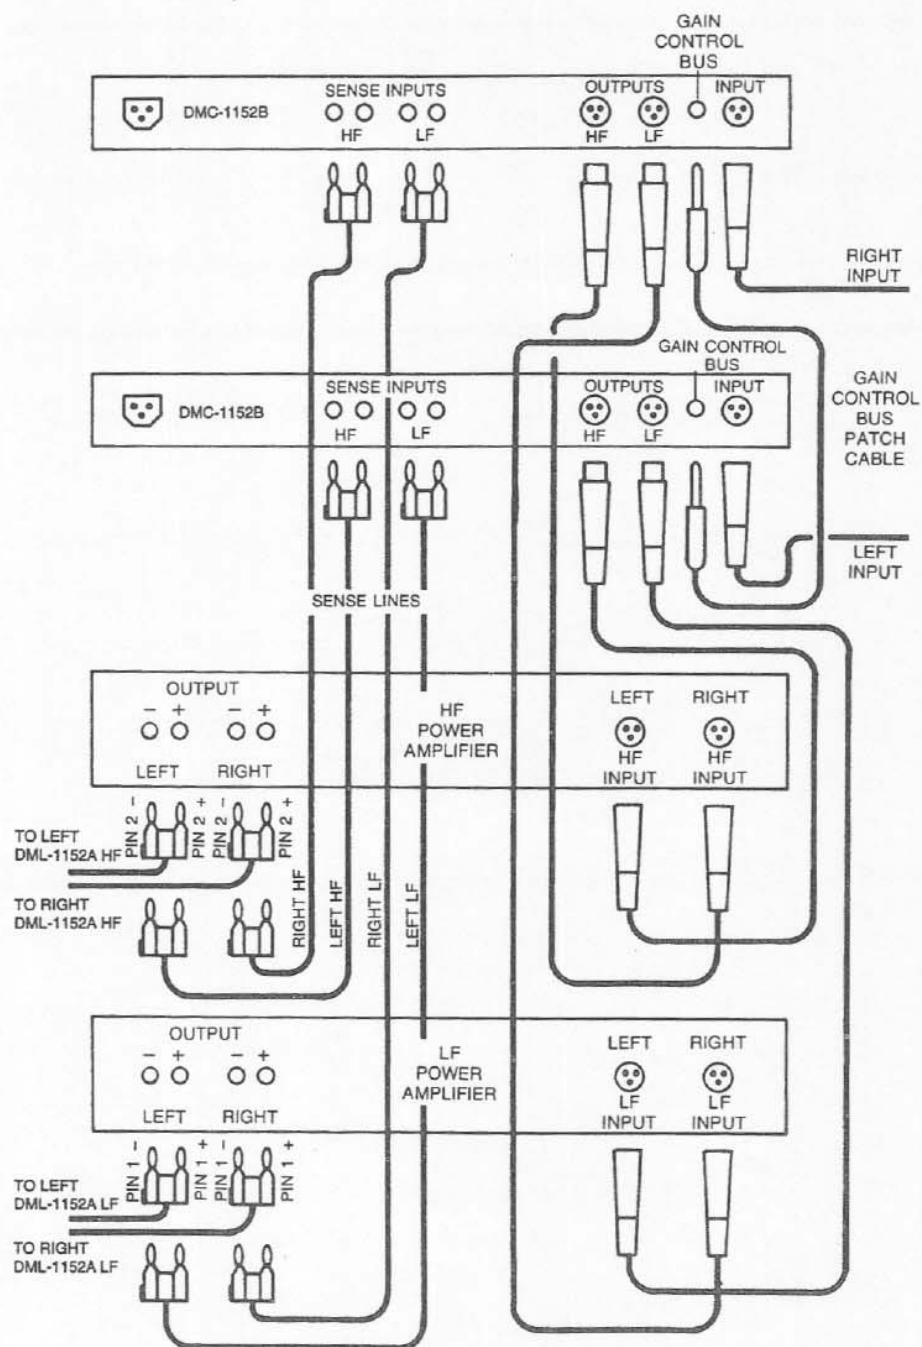 GAIN
CONTROL
BUS
SENSE INPUTS
OUTPUTS
INPUT
DMC-1152B
HF
LF
HF
LF
RIGHT
INPUT
GAIN CONTROL
BUS
SENSE INPUTS
OUTPUTS
INPUT
DMC-1152B
HF
LF
HF
LF
GAIN
CONTROL
BUS
PATCH
CABLE
LEFT
INPUT
SENSE LINES
OUTPUT
- +
- +
LEFT
RIGHT
HF
POWER
AMPLIFIER
LEFT
HF
INPUT
RIGHT
HF
INPUT
PIN 2 -
PIN 2 +
PIN 2 -
PIN 2 +
TO LEFT
DML-1152A HF
TO RIGHT
DML-1152A HF
RIGHT HF
LEFT HF
RIGHT LF
LEFT LF
OUTPUT
- +
- +
LEFT
RIGHT
LF
POWER
AMPLIFIER
LEFT
LF
INPUT
RIGHT
LF
INPUT
PIN 1 -
PIN 1 +
PIN 1 -
PIN 1 +
TO LEFT
DML-1152A LF
TO RIGHT
DML-1152A LF